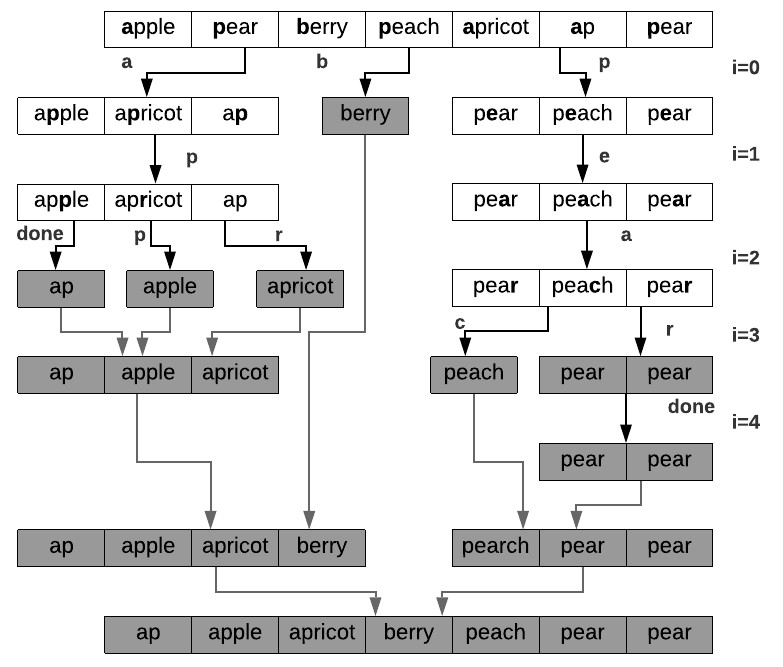 apple pear berry peach apricot ap pear
a b p i=0
apple apricot ap berry pear peach pear
p e i=1
apple apricot ap pear peach pear
done p r a i=2
ap apple apricot pear peach pear
c r i=3
ap apple apricot peach pear pear
done i=4
pear pear
ap apple apricot berry pearch pear pear
ap apple apricot berry peach pear pear